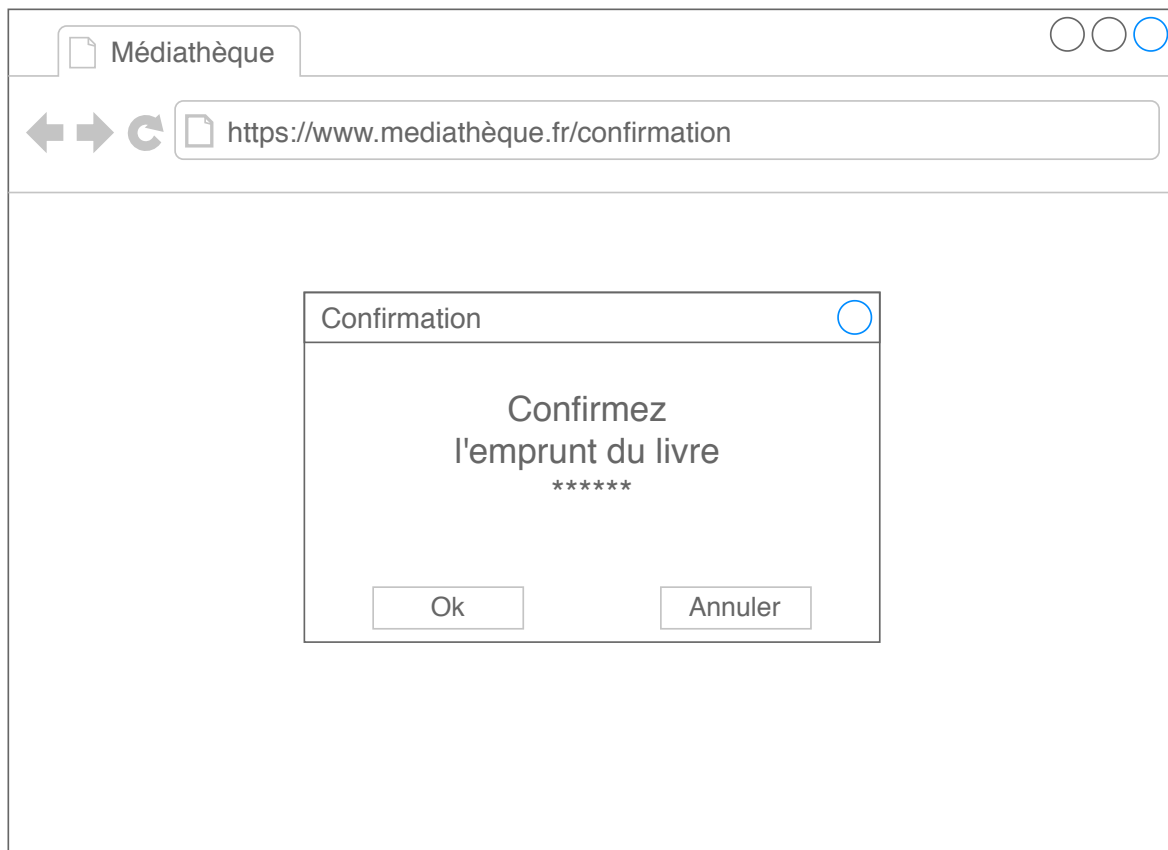 Médiathèque
https://www.mediathèque.fr/confirmation
Confirmation
Confirmez
l'emprunt du livre
******
Ok
Annuler